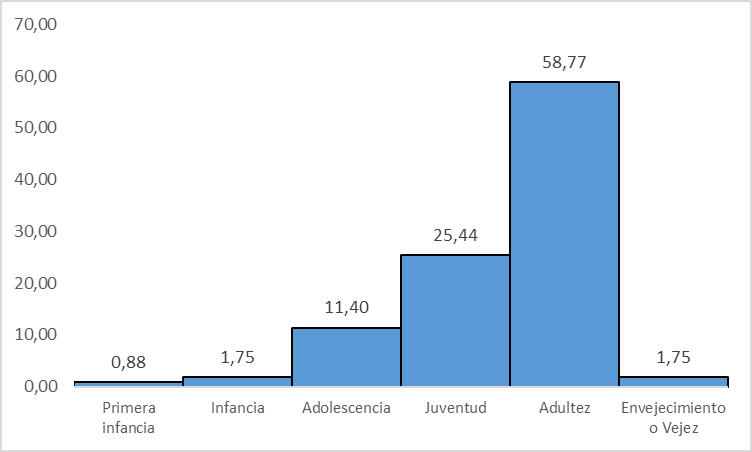 70,00
60,00
50,00
40,00
30,00
20,00
10,00
0,00
0,88
1,75
11,40
25,44
58,77
1,75
Primera
infancia
Infancia
Adolescencia
Juventud
Adultez
Envejecimiento
o Vejez